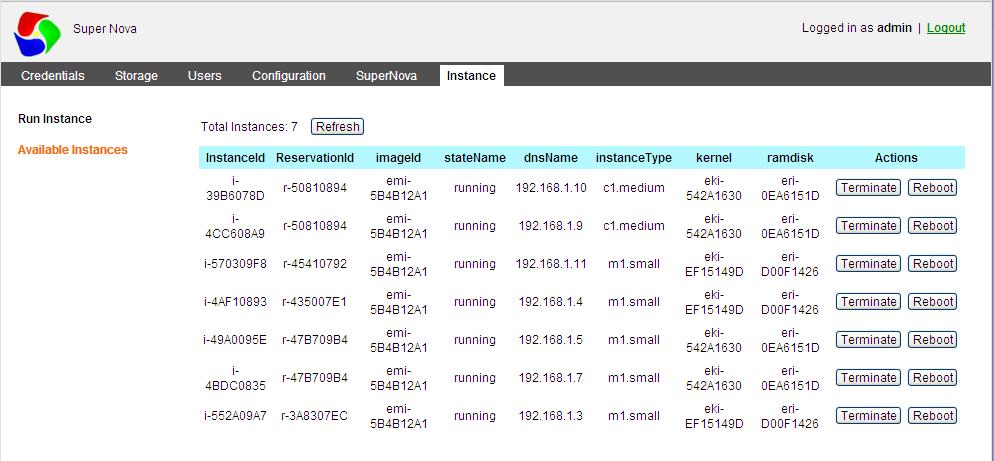 Super Nova
Logged in as admin | Logout
Credentials Storage Users Configuration SuperNova Instance
Run Instance
Available Instances
Total Instances: 7 Refresh
InstanceId ReservationId imageId stateName dnsName instanceType kernel ramdisk Actions
i-39B6078D r-50810894 emi-5B4B12A1 running 192.168.1.10 c1.medium eki-542A1630 eri-0EA6151D Terminate Reboot
i-4CC608A9 r-50810894 emi-5B4B12A1 running 192.168.1.9 c1.medium eki-542A1630 eri-0EA6151D Terminate Reboot
i-570309F8 r-45410792 emi-5B4B12A1 running 192.168.1.11 m1.small eki-EF15149D eri-D00F1426 Terminate Reboot
i-4AF10893 r-435007E1 emi-5B4B12A1 running 192.168.1.4 m1.small eki-EF15149D eri-D00F1426 Terminate Reboot
i-49A0095E r-47B709B4 emi-5B4B12A1 running 192.168.1.5 m1.small eki-542A1630 eri-0EA6151D Terminate Reboot
i-4BDC0835 r-47B709B4 emi-5B4B12A1 running 192.168.1.7 m1.small eki-542A1630 eri-0EA6151D Terminate Reboot
i-552A09A7 r-3A8307EC emi-5B4B12A1 running 192.168.1.3 m1.small eki-EF15149D eri-D00F1426 Terminate Reboot